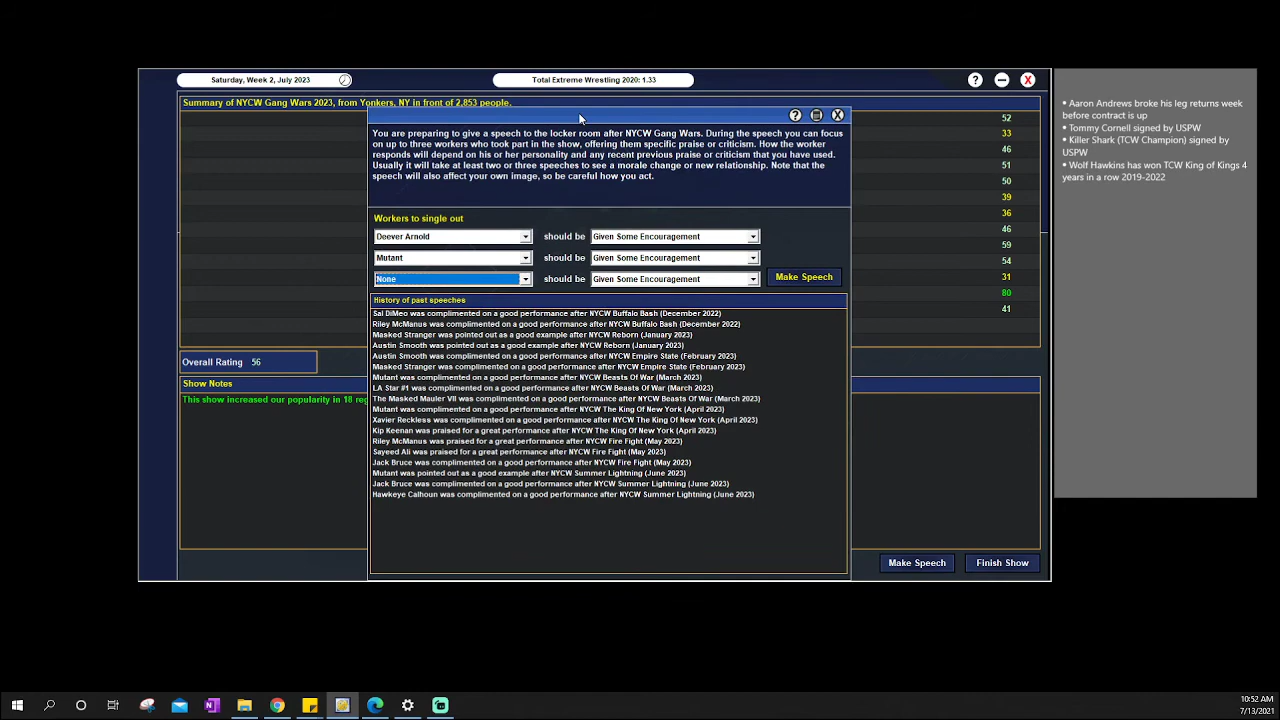 Saturday, Week 2, July 2023
Total Extreme Wrestling 2020: 1.33
?
X
Summary of NYCW Gang Wars 2023, from Yonkers, NY in front of 2,853 people.
?
X
You are preparing to give a speech to the locker room after NYCW Gang Wars. During the speech you can focus
on up to three workers who took part in the show, offering them specific praise or criticism. How the worker
responds will depend on his or her personality and any recent previous praise or criticism that you have used.
Usually it will take at least two or three speeches to see a morale change or new relationship. Note that the
speech will also affect your own image, so be careful how you act.
Workers to single out
Deever Arnold should be Given Some Encouragement
Mutant should be Given Some Encouragement
None should be Given Some Encouragement Make Speech
History of past speeches
Sal DiMeo was complimented on a good performance after NYCW Buffalo Bash (December 2022)
Riley McManus was complimented on a good performance after NYCW Buffalo Bash (December 2022)
Masked Stranger was pointed out as a good example after NYCW Reborn (January 2023)
Austin Smooth was pointed out as a good example after NYCW Reborn (January 2023)
Austin Smooth was complimented on a good performance after NYCW Empire State (February 2023)
Masked Stranger was complimented on a good performance after NYCW Empire State (February 2023)
Mutant was complimented on a good performance after NYCW Beasts Of War (March 2023)
LA Star #1 was complimented on a good performance after NYCW Beasts Of War (March 2023)
The Masked Mauler VII was complimented on a good performance after NYCW Beasts Of War (March 2023)
Mutant was complimented on a good performance after NYCW The King Of New York (April 2023)
Xavier Reckless was complimented on a good performance after NYCW The King Of New York (April 2023)
Kip Keenan was praised for a great performance after NYCW The King Of New York (April 2023)
Riley McManus was praised for a great performance after NYCW Fire Fight (May 2023)
Sayeed Ali was praised for a great performance after NYCW Fire Fight (May 2023)
Jack Bruce was complimented on a good performance after NYCW Fire Fight (May 2023)
Mutant was pointed out as a good example after NYCW Summer Lightning (June 2023)
Jack Bruce was complimented on a good performance after NYCW Summer Lightning (June 2023)
Hawkeye Calhoun was complimented on a good performance after NYCW Summer Lightning (June 2023)
52
33
46
51
50
39
36
46
59
54
31
80
41
Overall Rating 56
Show Notes
This show increased our popularity in 18 reg
Make Speech
Finish Show
• Aaron Andrews broke his leg returns week
before contract is up
• Tommy Cornell signed by USPW
• Killer Shark (TCW Champion) signed by
USPW
• Wolf Hawkins has won TCW King of Kings 4
years in a row 2019-2022
10:52 AM
7/13/2021